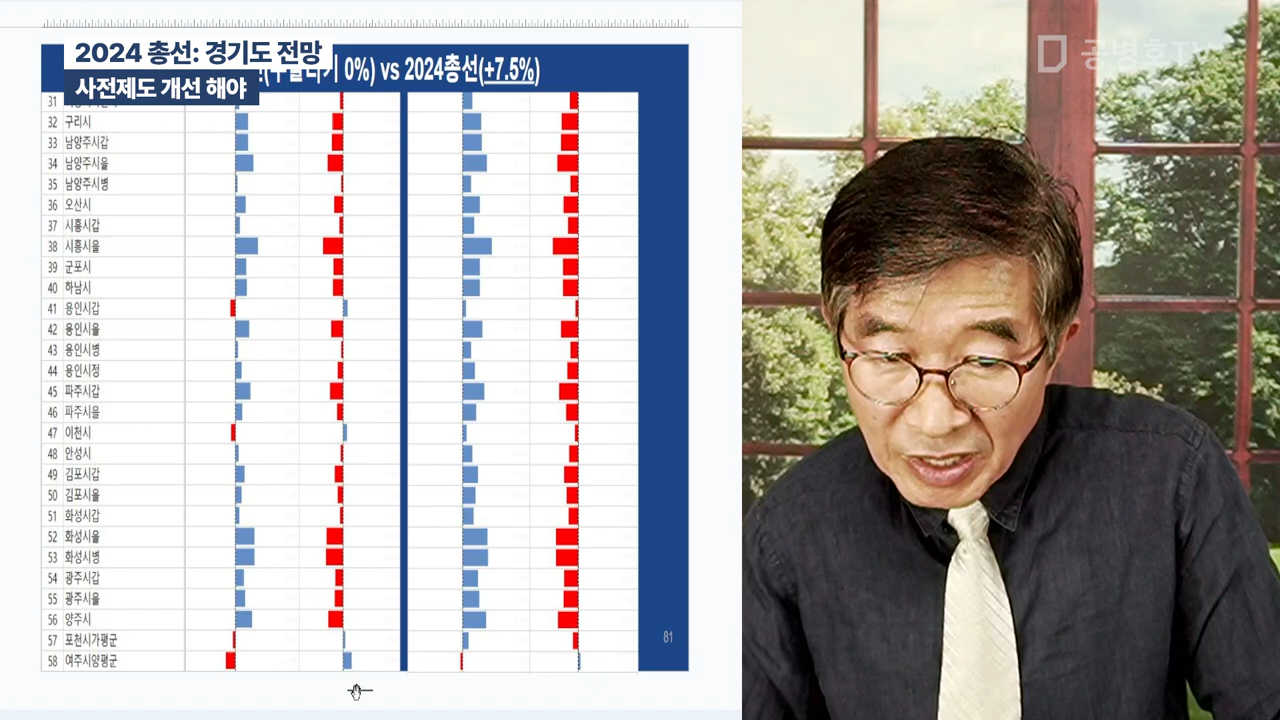 2024 총선: 경기도 전망
사전제도 개선 해야
0%) vs 2024총선(+7.5%)
공병호TV
31
32 구리시
33 남양주시갑
34 남양주시을
35 남양주시병
36 오산시
37 시흥시갑
38 시흥시을
39 군포시
40 하남시
41 용인시갑
42 용인시을
43 용인시병
44 용인시정
45 파주시갑
46 파주시을
47 이천시
48 안성시
49 김포시갑
50 김포시을
51 화성시갑
52 화성시을
53 화성시병
54 광주시갑
55 광주시을
56 양주시
57 포천시가평군
58 여주시양평군
81